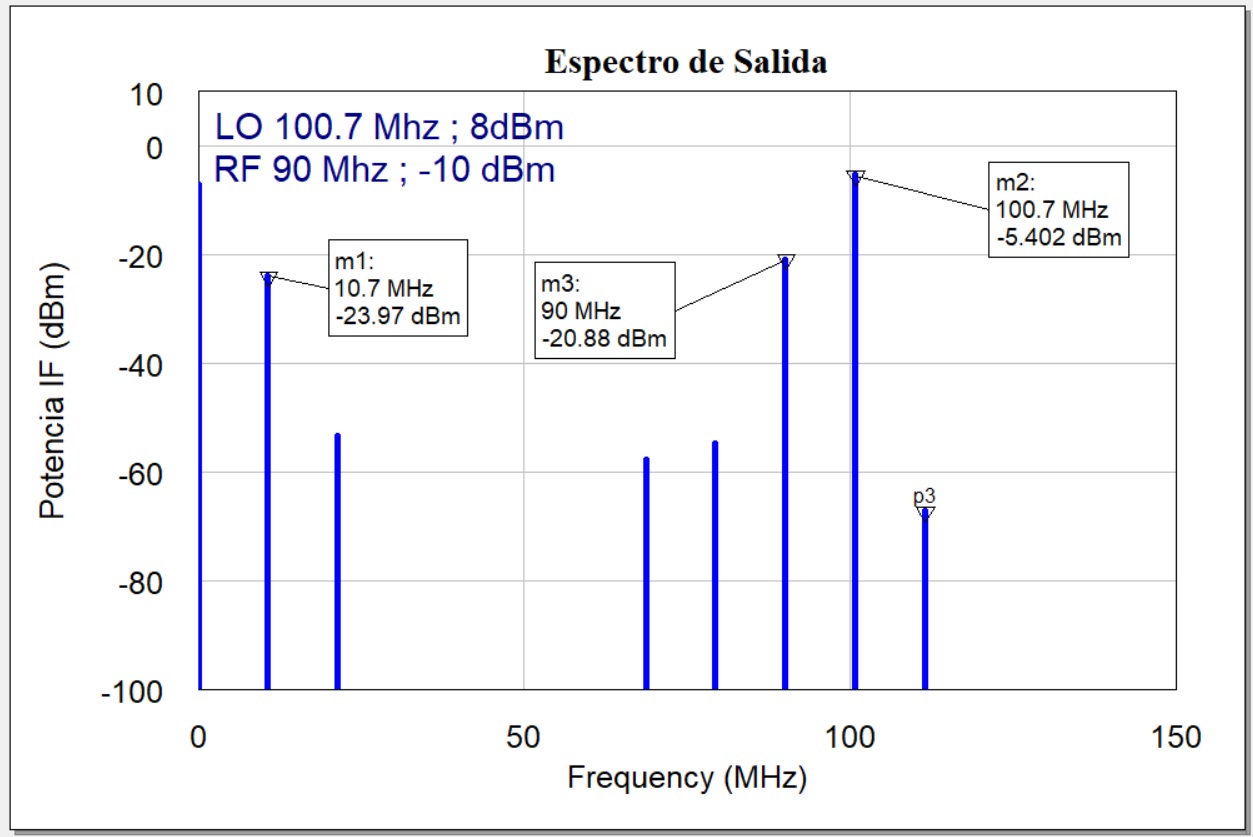 Espectro de Salida
10
LO 100.7 Mhz ; 8dBm
0
RF 90 Mhz ; -10 dBm
m2:
100.7 MHz
-5.402 dBm
-20
m1:
10.7 MHz
-23.97 dBm
m3:
90 MHz
-20.88 dBm
Potencia IF (dBm)
-40
-60
p3
-80
-100
0 50 100 150
Frequency (MHz)